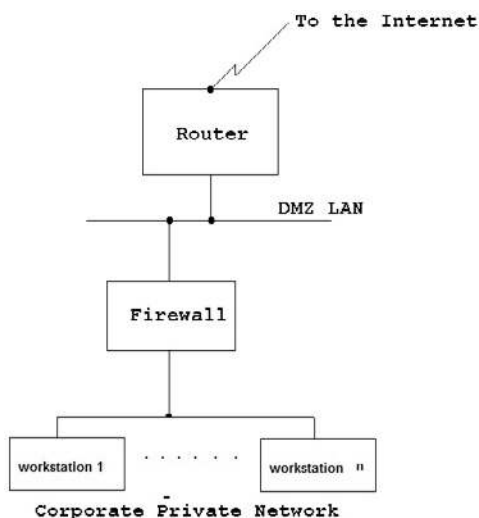 To the Internet
Router
DMZ LAN
Firewall
workstation 1 . . . . . . workstation n
Corporate Private Network